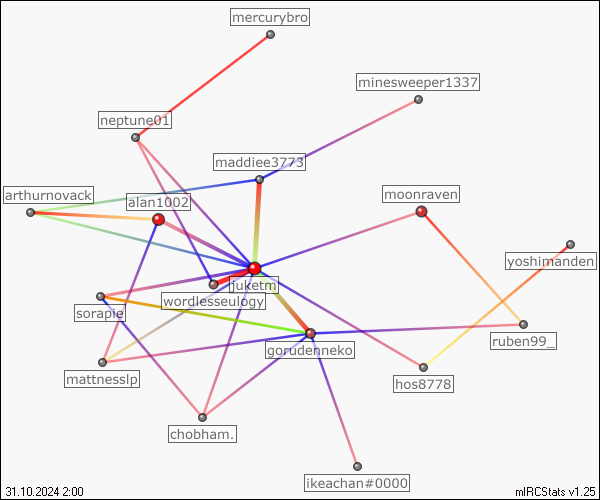 mercurybro
minesweeper1337
neptune01
maddiee3773
arthurnovack
alan1002
moonraven
yoshimanden
juketm
wordlesseulogy
sorapie
gorudenneko
ruben99_
mattnesslp
hos8778
chobham.
ikeachan#0000
31.10.2024 2:00
mIRCStats v1.25